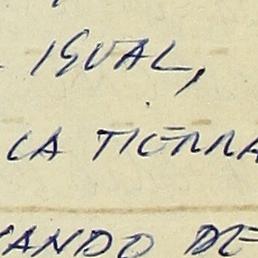 IGUAL,
LA TIERRA
ANDO DE